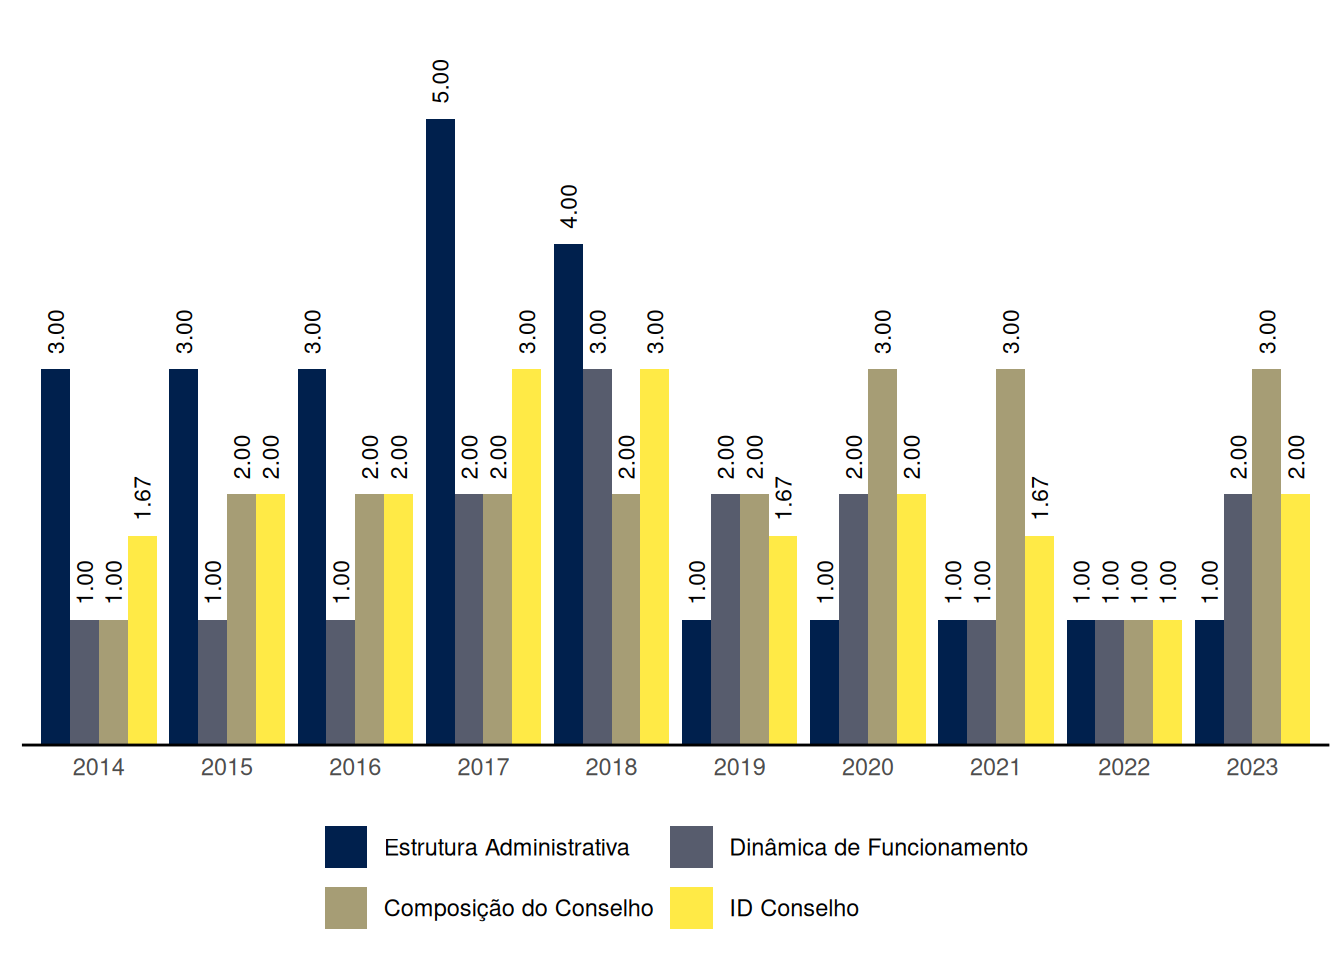 5.00
4.00
3.00 3.00 3.00 3.00 3.00 3.00 3.00 3.00 3.00
2.00 2.00 2.00 2.00 2.00 2.00 2.00 2.00 2.00 2.00 2.00 2.00 2.00
1.67 1.67 1.67
1.00 1.00 1.00 1.00 1.00 1.00 1.00 1.00 1.00 1.00 1.00 1.00 1.00
2014 2015 2016 2017 2018 2019 2020 2021 2022 2023
Estrutura Administrativa Dinâmica de Funcionamento
Composição do Conselho ID Conselho